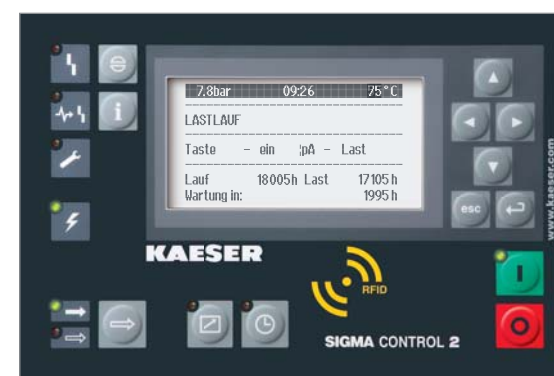 7.8bar 09:26 75°C
LASTLAUF
Taste – ein ¦pA – Last
Lauf 18005h Last 17105h
Wartung in: 1995h
esc
www.kaeser.com
KAESER
RFID
SIGMA CONTROL 2